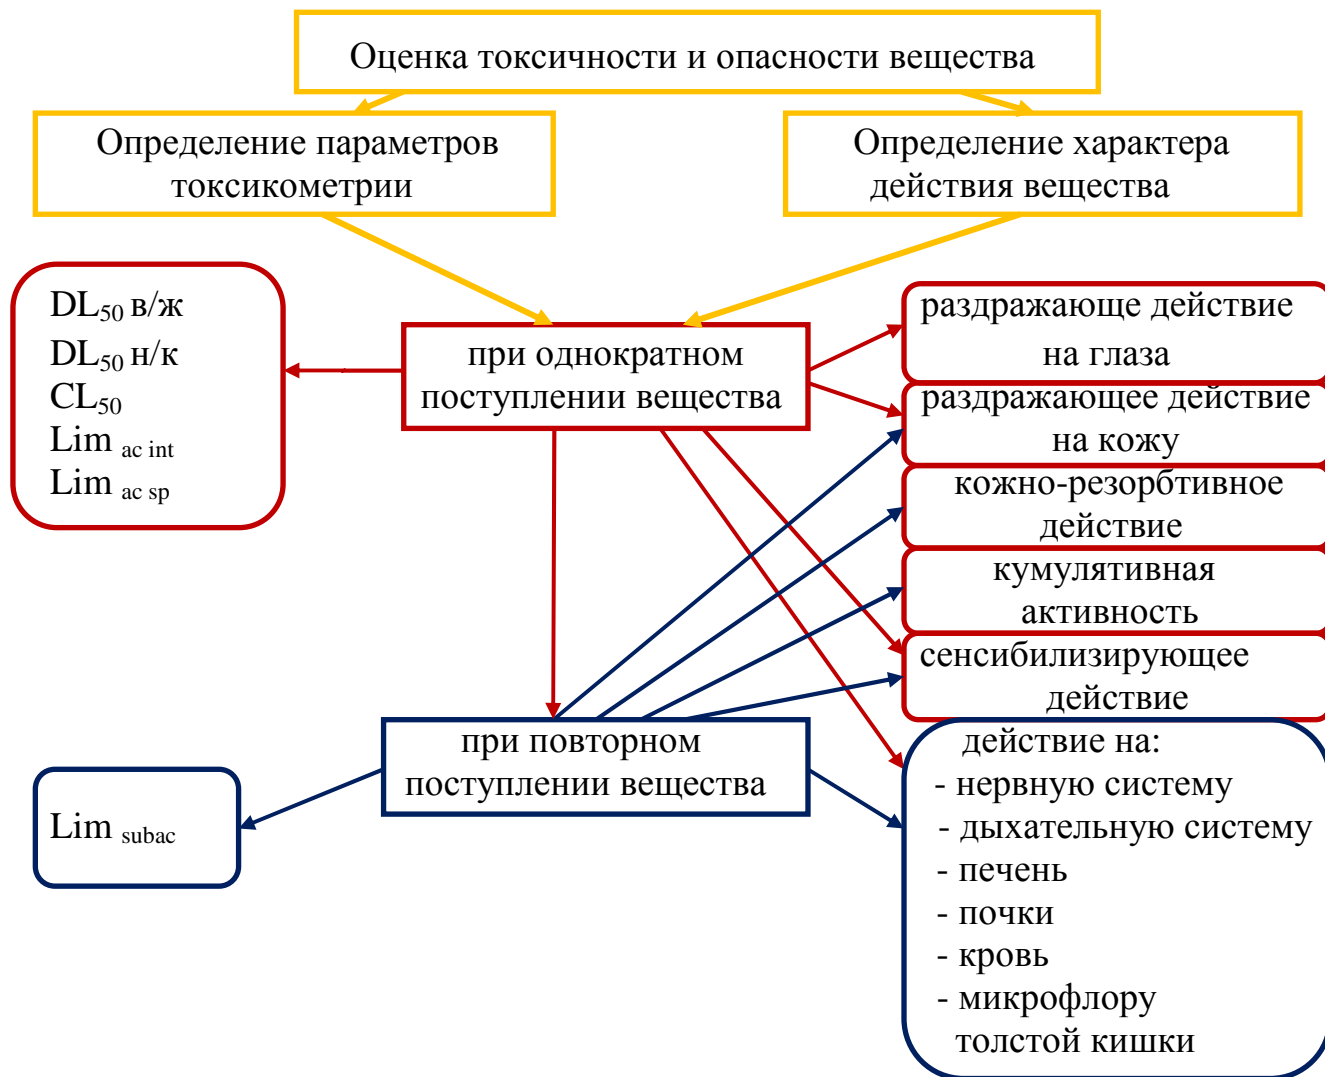 Оценка токсичности и опасности вещества
Определение параметров
токсикометрии
Определение характера
действия вещества
DL50 в/ж
DL50 н/к
CL50
Lim ac int
Lim ac sp
при однократном
поступлении вещества
раздражающе действие
на глаза
раздражающее действие
на кожу
кожно-резорбтивное
действие
кумулятивная
активность
сенсибилизирующее
действие
при повторном
поступлении вещества
Lim subac
действие на:
- нервную систему
- дыхательную систему
- печень
- почки
- кровь
- микрофлору
толстой кишки